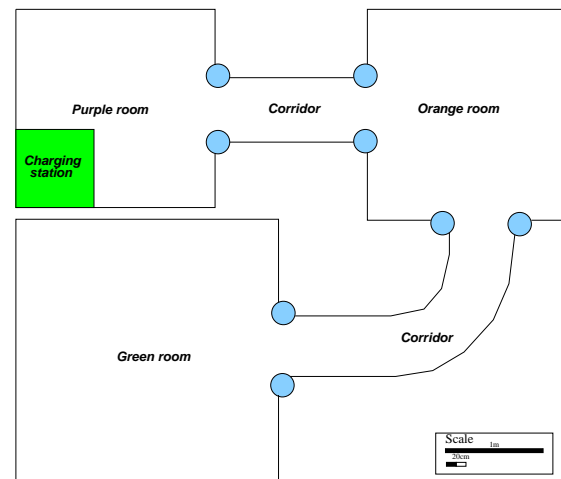 Purple room
Corridor
Orange room
Charging
station
Green room
Corridor
Scale
1m
20cm